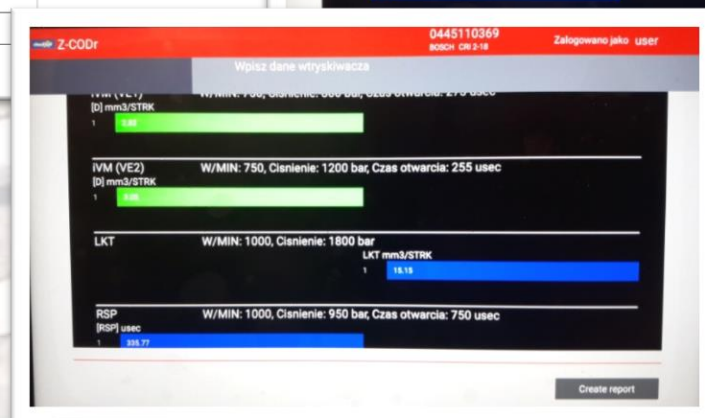 Z-CODr
0445110369
BOSCH CRI 2-18
Zalogowano jako user
Wpisz dane wtryskiwacza
[D] mm3/STRK
1
iVM (VE2) W/MIN: 750, Cisnienie: 1200 bar, Czas otwarcia: 255 usec
[D] mm3/STRK
1
LKT W/MIN: 1000, Cisnienie: 1800 bar
LKT mm3/STRK
1 15.15
RSP W/MIN: 1000, Cisnienie: 950 bar, Czas otwarcia: 750 usec
[RSP] usec
1 335.77
Create report